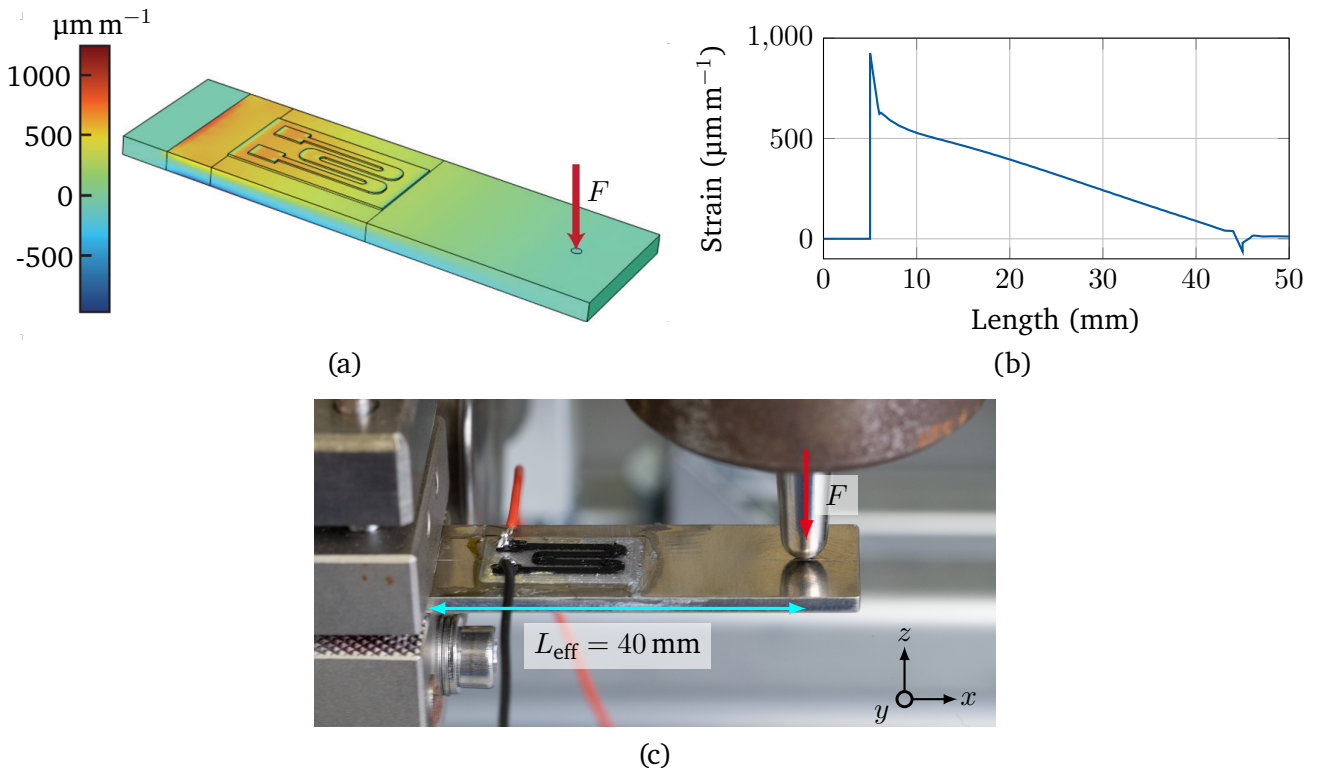 µm m⁻¹
1000
500
0
-500
F
(a)
Strain (µm m⁻¹)
1,000
500
0
0 10 20 30 40 50
Length (mm)
(b)
F
L_eff = 40 mm
z
y x
(c)